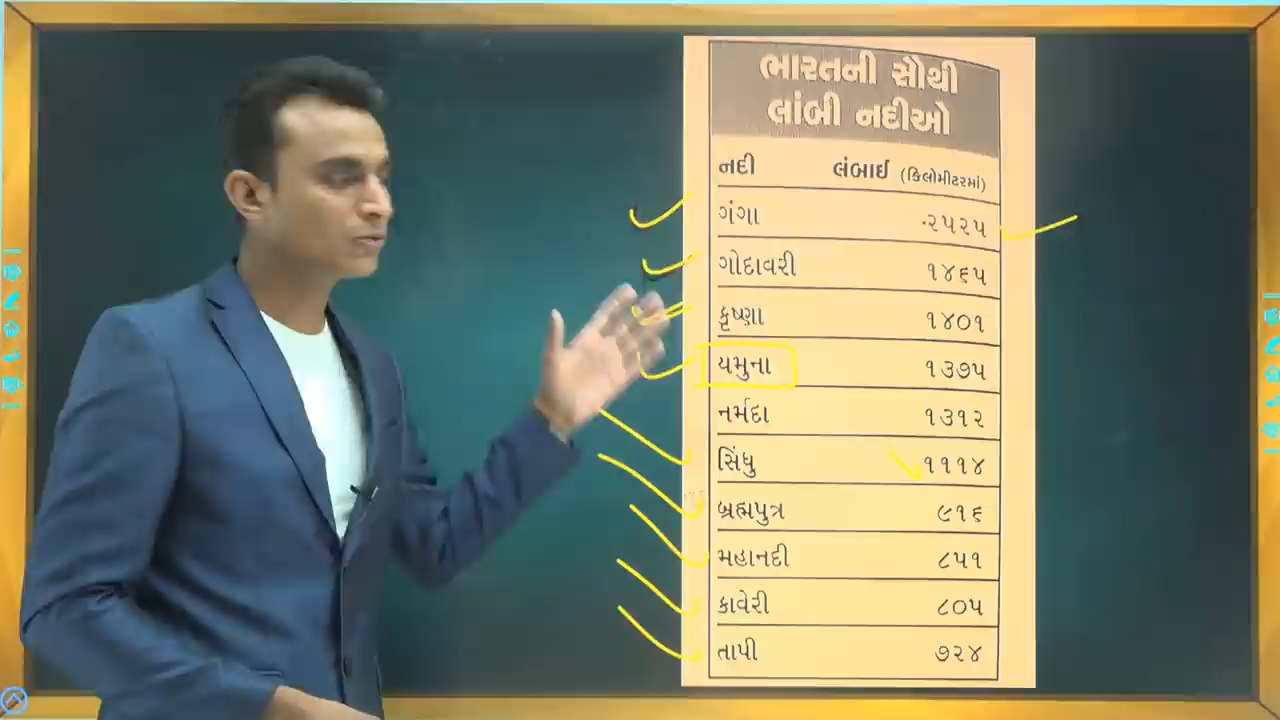 ભારતની સૌથી
લાંબી નદીઓ
નદી લંબાઈ (કિલોમીટરમાં)
ગંગા ૨૫૨૫
ગોદાવરી ૧૪૬૫
કૃષ્ણા ૧૪૦૧
યમુના ૧૩૭૫
નર્મદા ૧૩૧૨
સિંધુ ૧૧૧૪
બ્રહ્મપુત્ર ૯૧૬
મહાનદી ૮૫૧
કાવેરી ૮૦૫
તાપી ૭૨૪